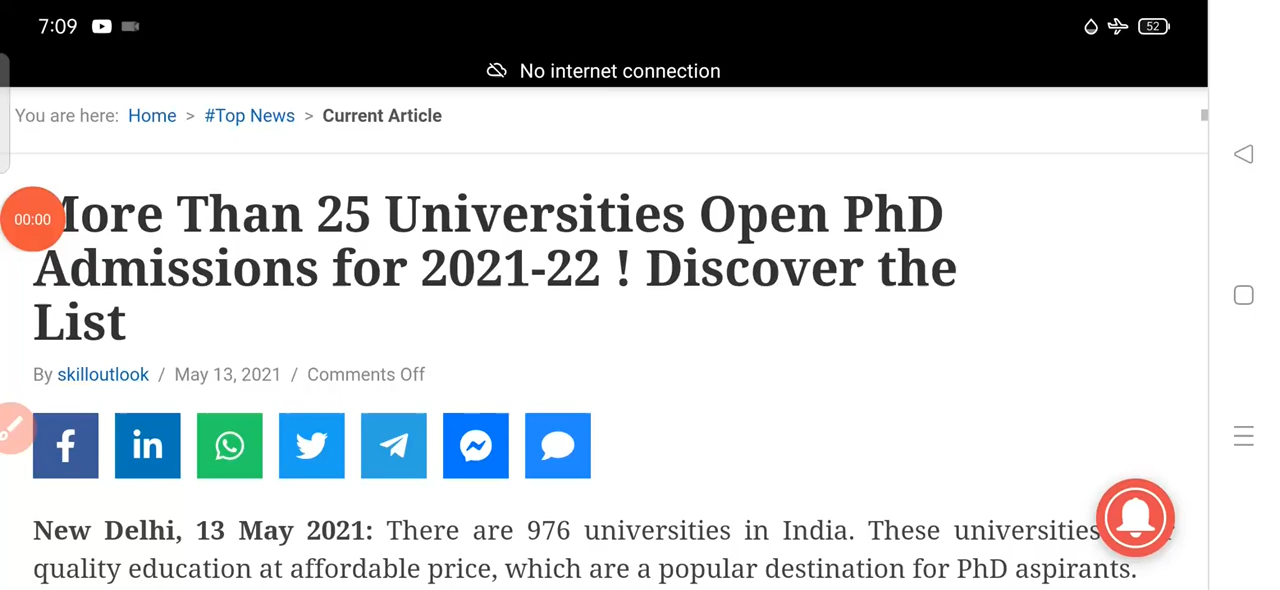 7:09
52
No internet connection
You are here: Home > #Top News > Current Article
00:00
More Than 25 Universities Open PhD
Admissions for 2021-22 ! Discover the
List
By skilloutlook / May 13, 2021 / Comments Off
New Delhi, 13 May 2021: There are 976 universities in India. These universities
quality education at affordable price, which are a popular destination for PhD aspirants.